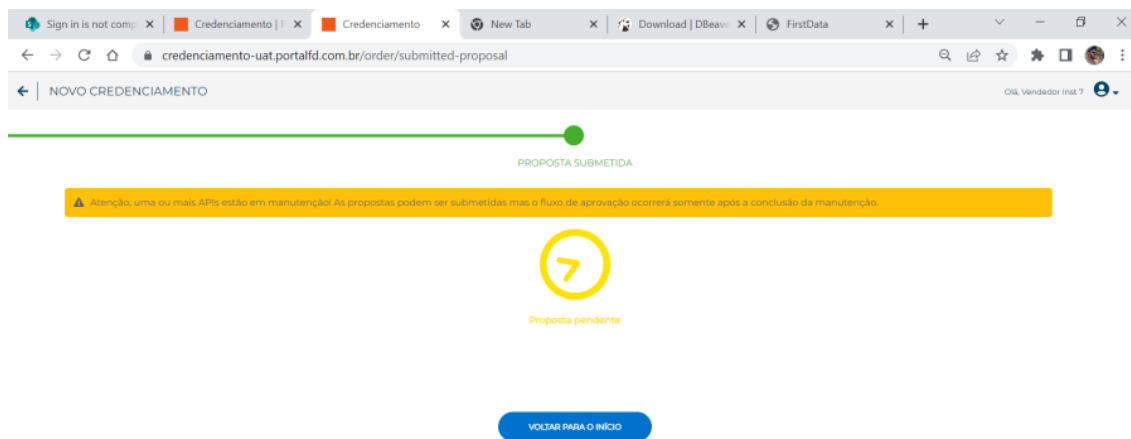 Sign in is not comp
Credenciamento | F
Credenciamento
New Tab
Download | DBeav
FirstData
credenciamento-uat.portalfd.com.br/order/submitted-proposal
NOVO CREDENCIAMENTO
Olá, Vendedor Inst 7
PROPOSTA SUBMETIDA
Atenção, uma ou mais APIs estão em manutenção! As propostas podem ser submetidas mas o fluxo de aprovação ocorrerá somente após a conclusão da manutenção.
Proposta pendente
VOLTAR PARA O INÍCIO